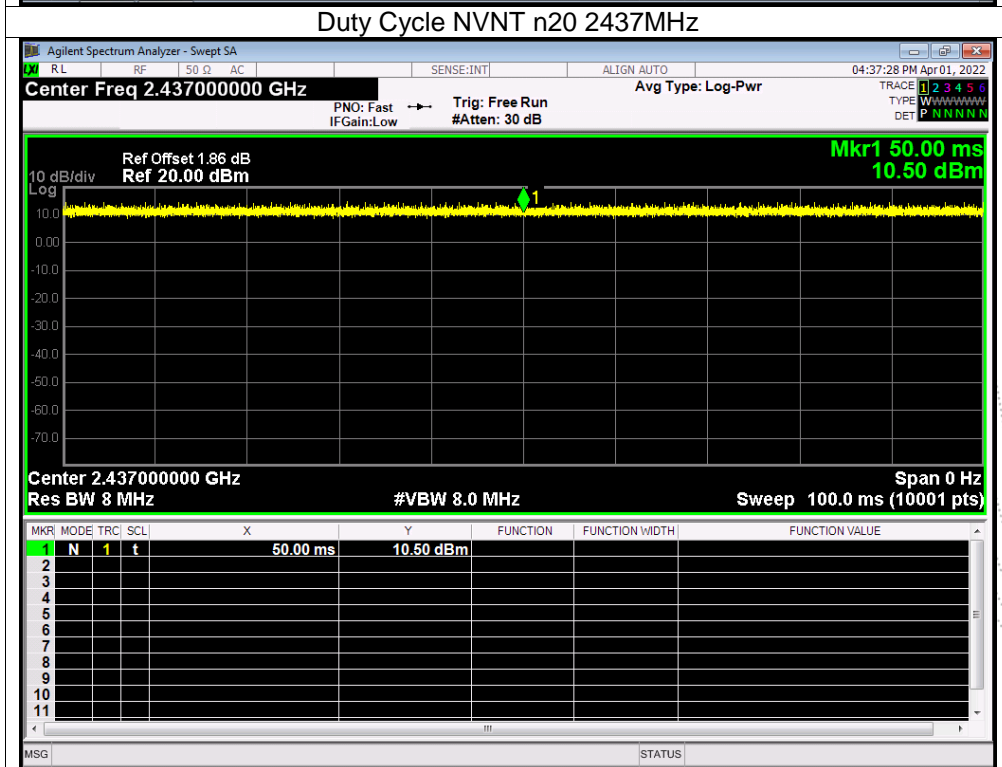 Duty Cycle NVNT n20 2437MHz
Agilent Spectrum Analyzer - Swept SA
LXI RL RF 50 Ω AC SENSE:INT ALIGN AUTO 04:37:28 PM Apr 01, 2022
Center Freq 2.437000000 GHz Avg Type: Log-Pwr TRACE 1 2 3 4 5 6
PNO: Fast Trig: Free Run TYPE WWWWWW
IFGain:Low #Atten: 30 dB DET P N N N N N
Mkr1 50.00 ms
Ref Offset 1.86 dB
10 dB/div Ref 20.00 dBm 10.50 dBm
Log
1
10.0
0.00
-10.0
-20.0
-30.0
-40.0
-50.0
-60.0
-70.0
Center 2.437000000 GHz Span 0 Hz
Res BW 8 MHz #VBW 8.0 MHz Sweep 100.0 ms (10001 pts)
MKR MODE TRC SCL X Y FUNCTION FUNCTION WIDTH FUNCTION VALUE
1 N 1 t 50.00 ms 10.50 dBm
2
3
4
5
6
7
8
9
10
11
MSG STATUS